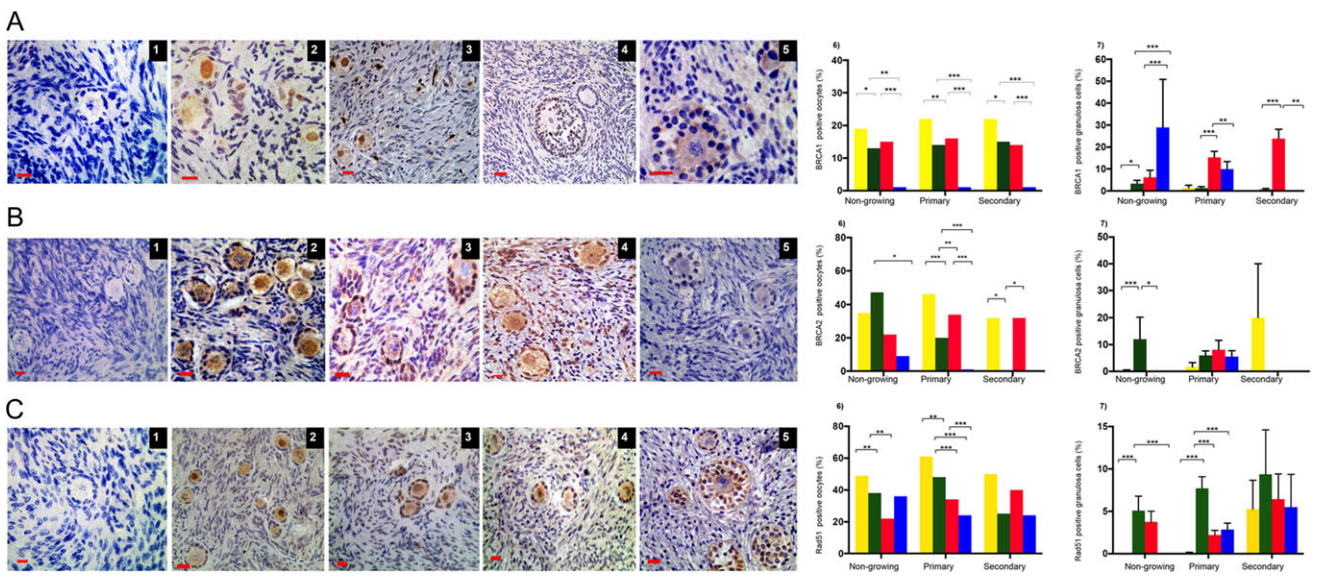 A
1 2 3 4 5
6)
BRCA1 positive oocytes (%)
80
60
40
20
0
** *** ***
* *** ** *** * ***
Non-growing Primary Secondary
7)
BRCA1 positive granulosa cells (%)
60
50
40
30
20
10
0
***
*** *** **
* *** **
Non-growing Primary Secondary
B
1 2 3 4 5
6)
BRCA2 positive oocytes (%)
80
60
40
20
0
***
* **
*** *** * *
Non-growing Primary Secondary
7)
BRCA2 positive granulosa cells (%)
50
40
30
20
10
0
*** *
Non-growing Primary Secondary
C
1 2 3 4 5
6)
Rad51 positive oocytes (%)
80
60
40
20
0
** ***
** ***
** ***
Non-growing Primary Secondary
7)
Rad51 positive granulosa cells (%)
15
10
5
0
*** ***
*** *** ***
Non-growing Primary Secondary